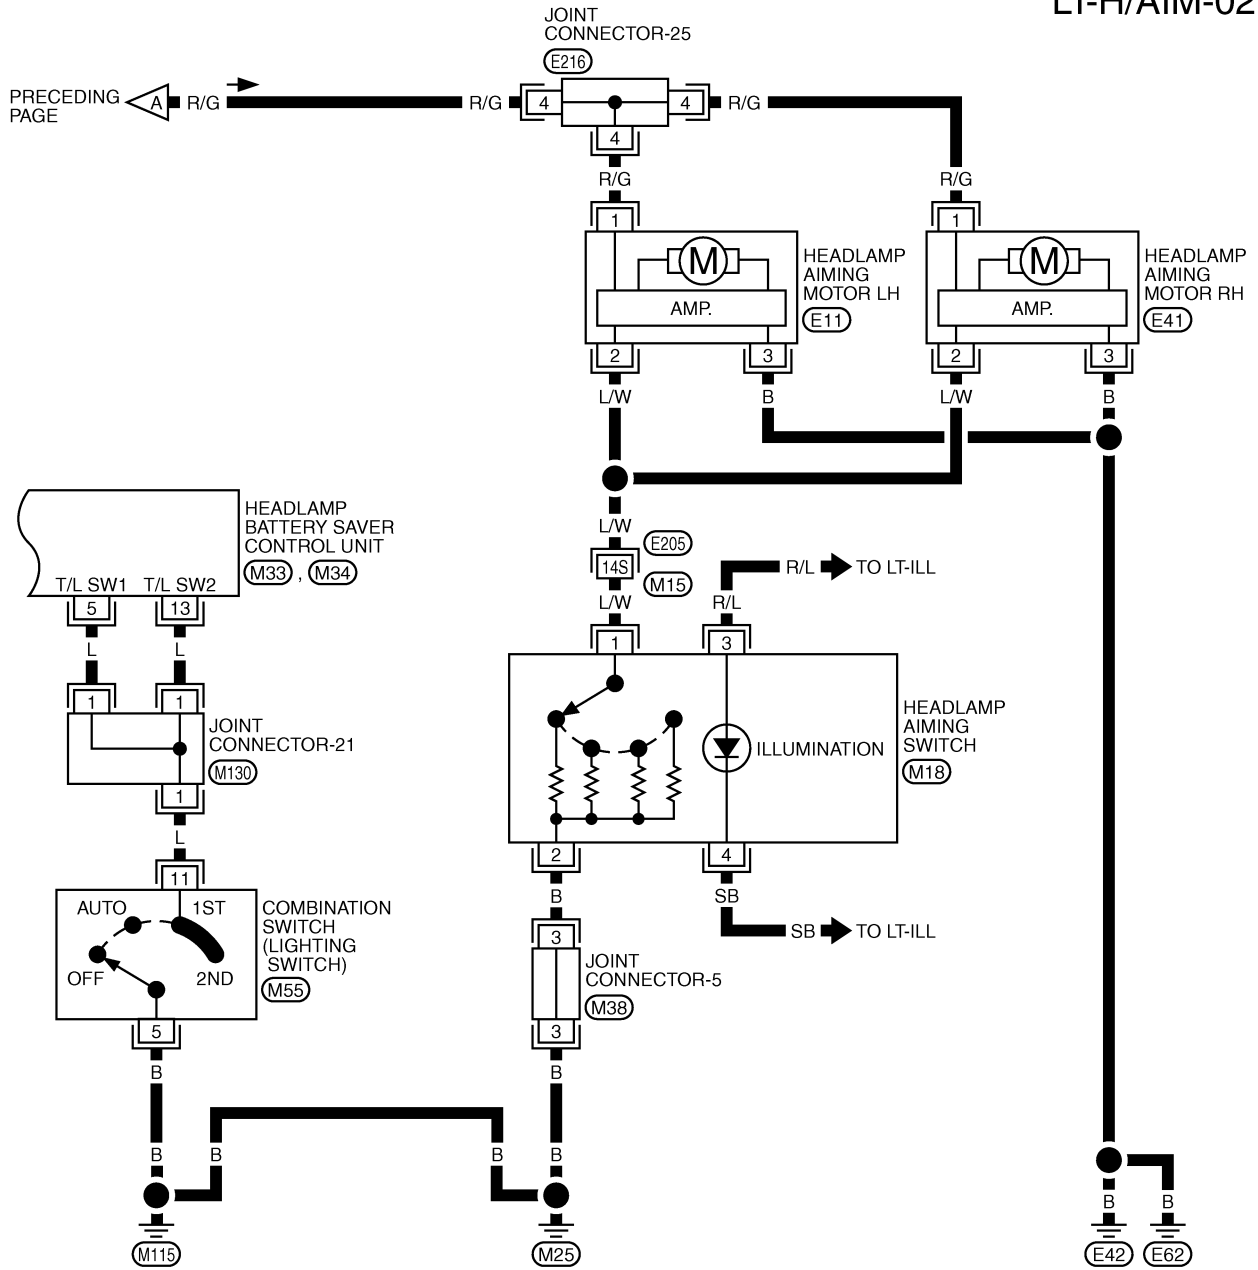 LT-H/AIM-02
JOINT
CONNECTOR-25
E216
PRECEDING
PAGE
A
R/G
R/G
4
4
R/G
4
R/G
R/G
1
1
M
AMP.
HEADLAMP
AIMING
MOTOR LH
E11
M
AMP.
HEADLAMP
AIMING
MOTOR RH
E41
2
3
2
3
L/W
B
L/W
B
L/W
E205
14S
M15
L/W
R/L
TO LT-ILL
R/L
HEADLAMP
BATTERY SAVER
CONTROL UNIT
M33 , M34
T/L SW1
T/L SW2
5
13
L
L
1
1
JOINT
CONNECTOR-21
M130
1
L
11
1
3
ILLUMINATION
HEADLAMP
AIMING
SWITCH
M18
2
4
B
SB
SB
TO LT-ILL
AUTO
1ST
OFF
2ND
COMBINATION
SWITCH
(LIGHTING
SWITCH)
M55
5
3
JOINT
CONNECTOR-5
M38
3
B
B
B
B
B
B
B
B
M115
M25
E42
E62